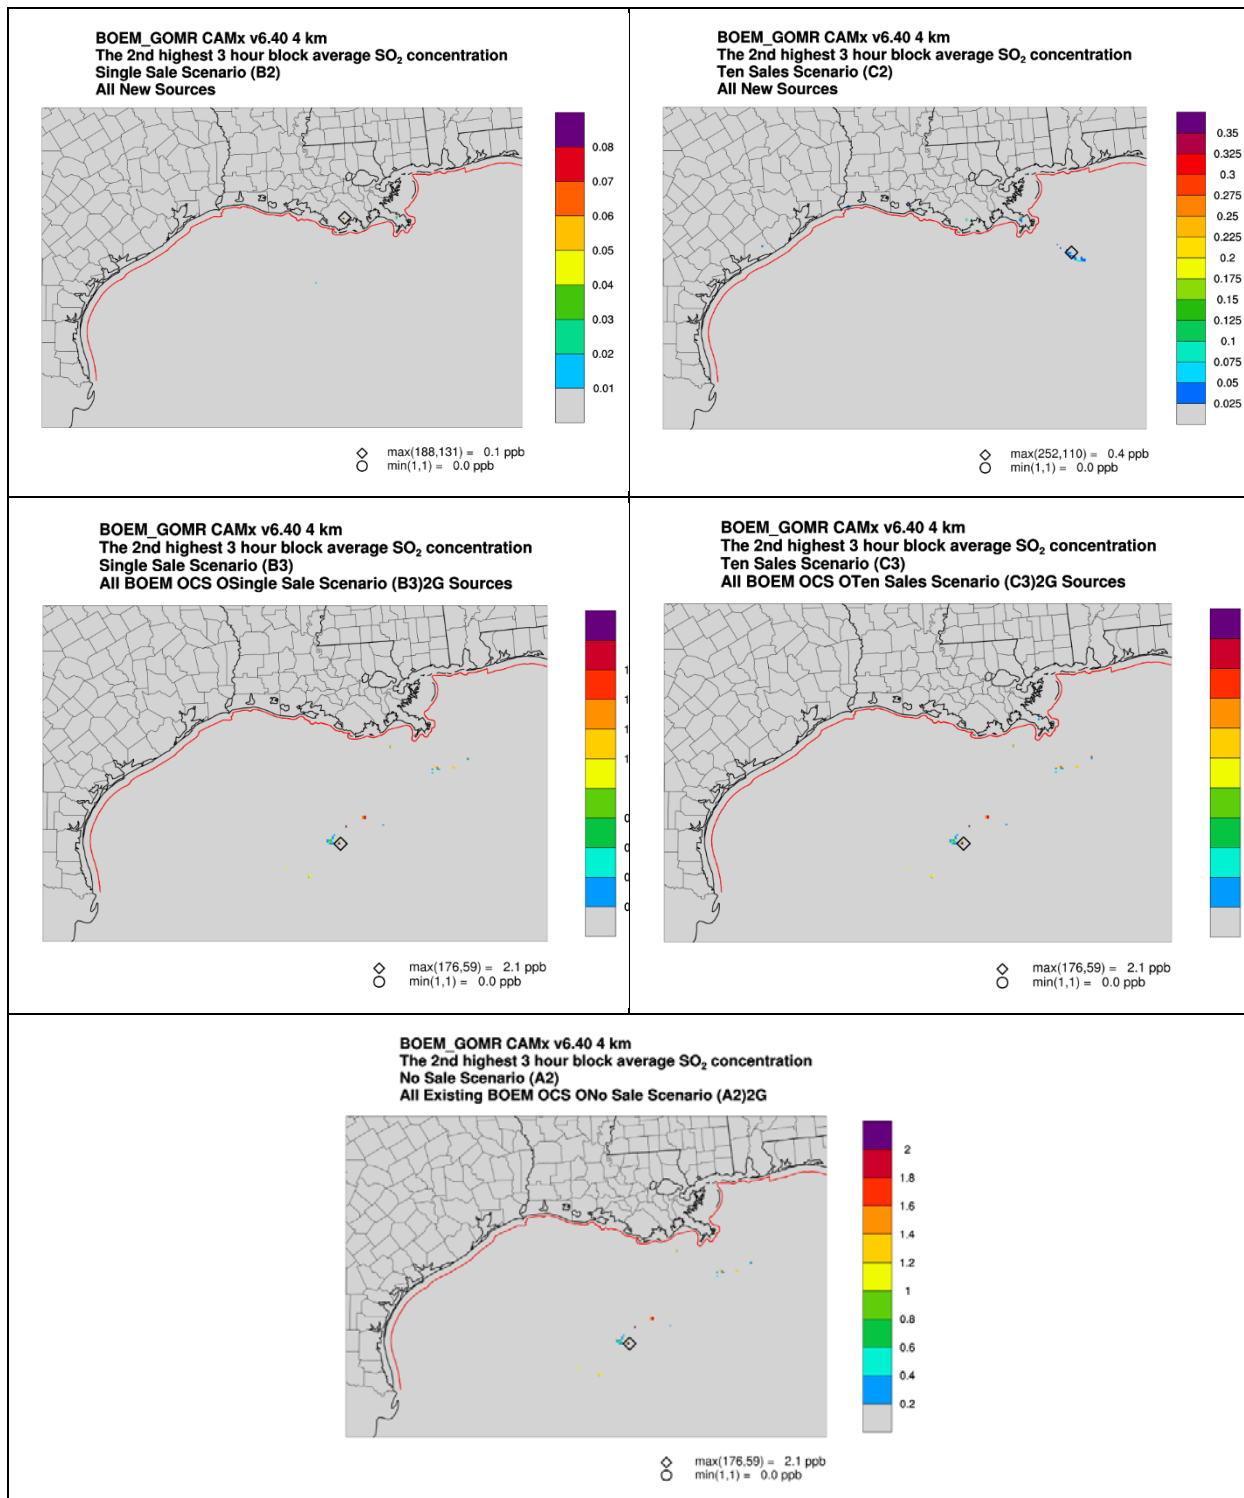 BOEM_GOMR CAMx v6.40 4 km
The 2nd highest 3 hour block average SO2 concentration
Single Sale Scenario (B2)
All New Sources
0.08
0.07
0.06
0.05
0.04
0.03
0.02
0.01
max(188,131) = 0.1 ppb
min(1,1) = 0.0 ppb
BOEM_GOMR CAMx v6.40 4 km
The 2nd highest 3 hour block average SO2 concentration
Ten Sales Scenario (C2)
All New Sources
0.35
0.325
0.3
0.275
0.25
0.225
0.2
0.175
0.15
0.125
0.1
0.075
0.05
0.025
max(252,110) = 0.4 ppb
min(1,1) = 0.0 ppb
BOEM_GOMR CAMx v6.40 4 km
The 2nd highest 3 hour block average SO2 concentration
Single Sale Scenario (B3)
All BOEM OCS OSingle Sale Scenario (B3)2G Sources
max(176,59) = 2.1 ppb
min(1,1) = 0.0 ppb
BOEM_GOMR CAMx v6.40 4 km
The 2nd highest 3 hour block average SO2 concentration
Ten Sales Scenario (C3)
All BOEM OCS OTen Sales Scenario (C3)2G Sources
max(176,59) = 2.1 ppb
min(1,1) = 0.0 ppb
BOEM_GOMR CAMx v6.40 4 km
The 2nd highest 3 hour block average SO2 concentration
No Sale Scenario (A2)
All Existing BOEM OCS ONo Sale Scenario (A2)2G
2
1.8
1.6
1.4
1.2
1
0.8
0.6
0.4
0.2
max(176,59) = 2.1 ppb
min(1,1) = 0.0 ppb